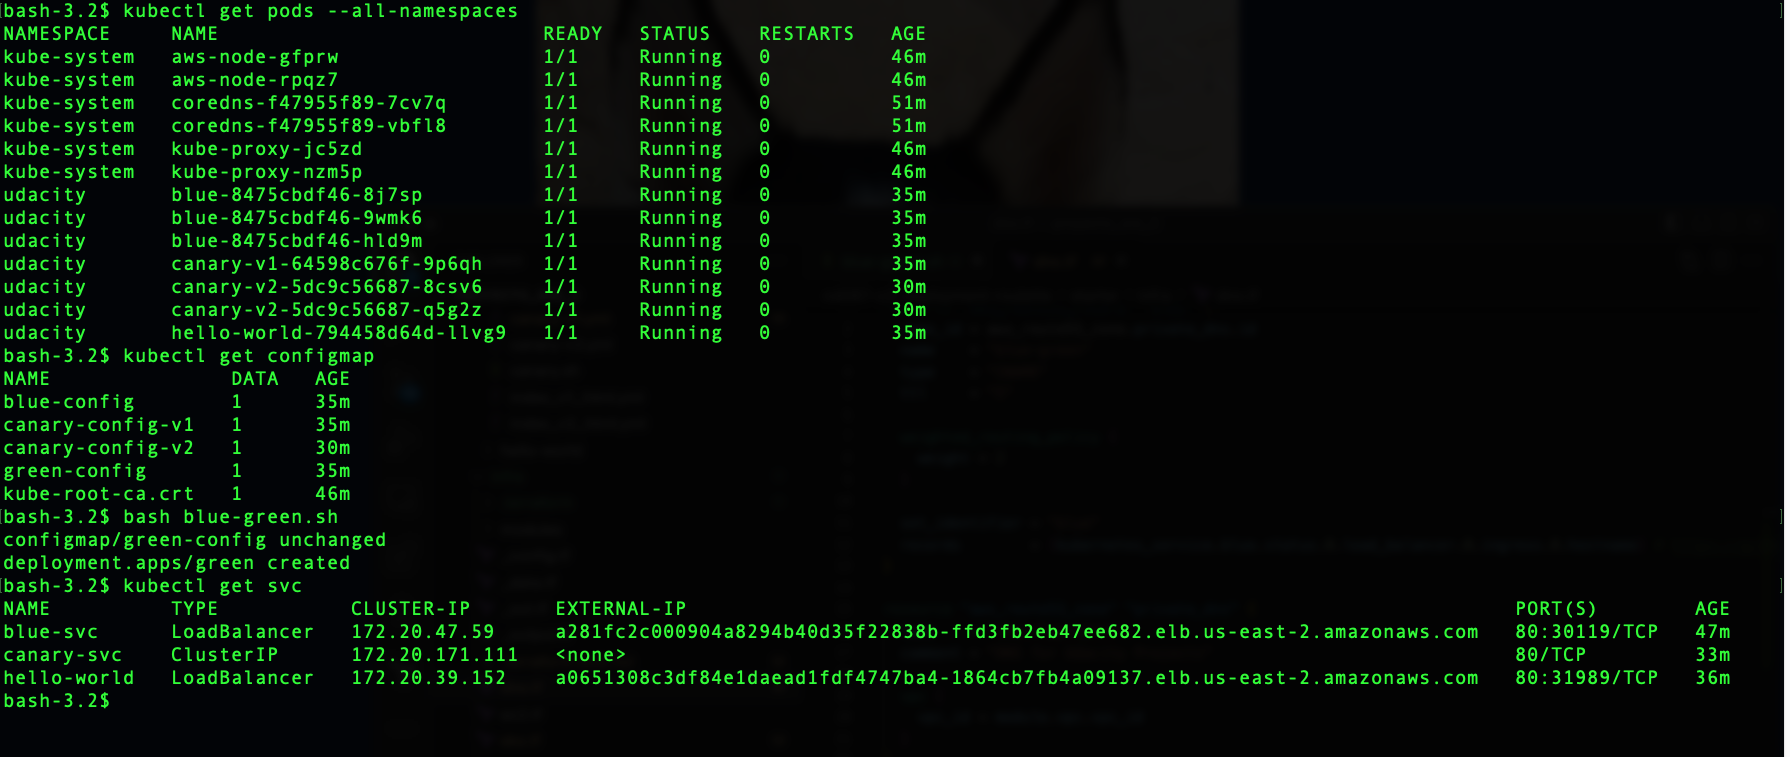 [bash-3.2$ kubectl get pods --all-namespaces ]
NAMESPACE NAME READY STATUS RESTARTS AGE
kube-system aws-node-gfprw 1/1 Running 0 46m
kube-system aws-node-rpqz7 1/1 Running 0 46m
kube-system coredns-f47955f89-7cv7q 1/1 Running 0 51m
kube-system coredns-f47955f89-vbfl8 1/1 Running 0 51m
kube-system kube-proxy-jc5zd 1/1 Running 0 46m
kube-system kube-proxy-nzm5p 1/1 Running 0 46m
udacity blue-8475cbdf46-8j7sp 1/1 Running 0 35m
udacity blue-8475cbdf46-9wmk6 1/1 Running 0 35m
udacity blue-8475cbdf46-hld9m 1/1 Running 0 35m
udacity canary-v1-64598c676f-9p6qh 1/1 Running 0 35m
udacity canary-v2-5dc9c56687-8csv6 1/1 Running 0 30m
udacity canary-v2-5dc9c56687-q5g2z 1/1 Running 0 30m
udacity hello-world-794458d64d-llvg9 1/1 Running 0 35m
bash-3.2$ kubectl get configmap
NAME DATA AGE
blue-config 1 35m
canary-config-v1 1 35m
canary-config-v2 1 30m
green-config 1 35m
kube-root-ca.crt 1 46m
[bash-3.2$ bash blue-green.sh ]
configmap/green-config unchanged
deployment.apps/green created
[bash-3.2$ kubectl get svc ]
NAME TYPE CLUSTER-IP EXTERNAL-IP PORT(S) AGE
blue-svc LoadBalancer 172.20.47.59 a281fc2c000904a8294b40d35f22838b-ffd3fb2eb47ee682.elb.us-east-2.amazonaws.com 80:30119/TCP 47m
canary-svc ClusterIP 172.20.171.111 <none> 80/TCP 33m
hello-world LoadBalancer 172.20.39.152 a0651308c3df84e1daead1fdf4747ba4-1864cb7fb4a09137.elb.us-east-2.amazonaws.com 80:31989/TCP 36m
bash-3.2$